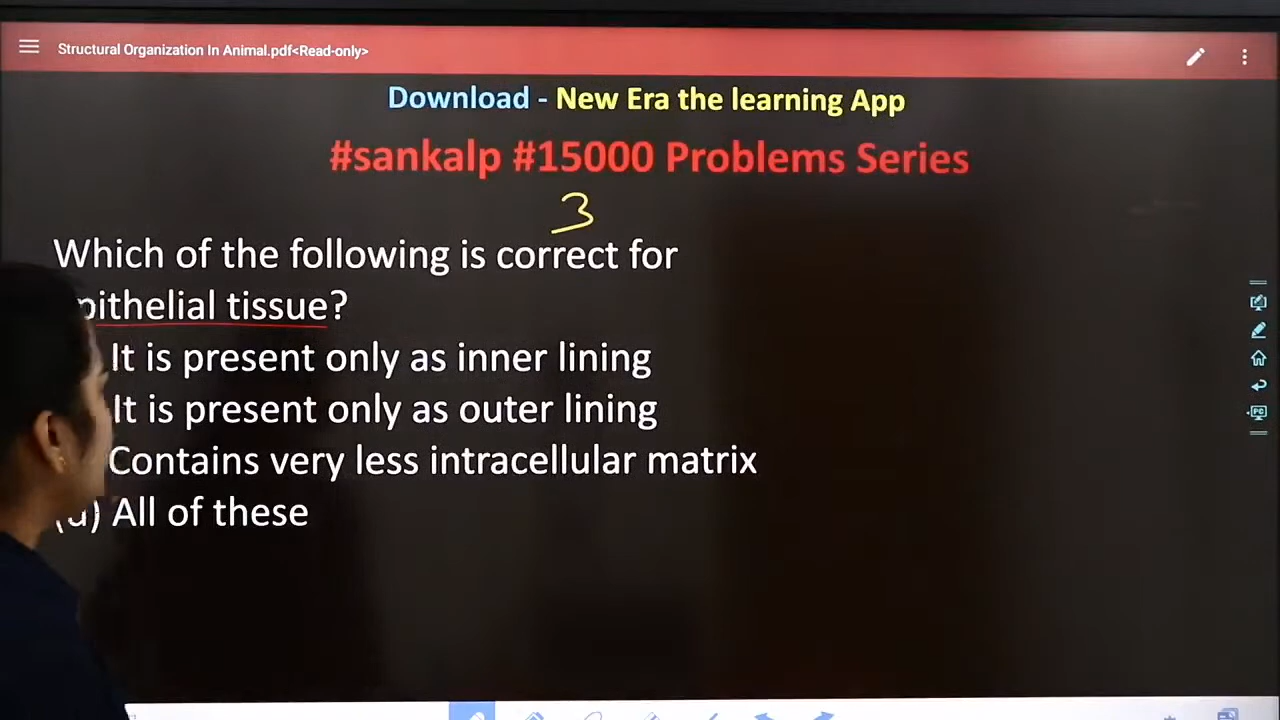 Structural Organization In Animal.pdf<Read-only>
Download - New Era the learning App
#sankalp #15000 Problems Series
3
Which of the following is correct for
pithelial tissue?
It is present only as inner lining
It is present only as outer lining
Contains very less intracellular matrix
(d) All of these